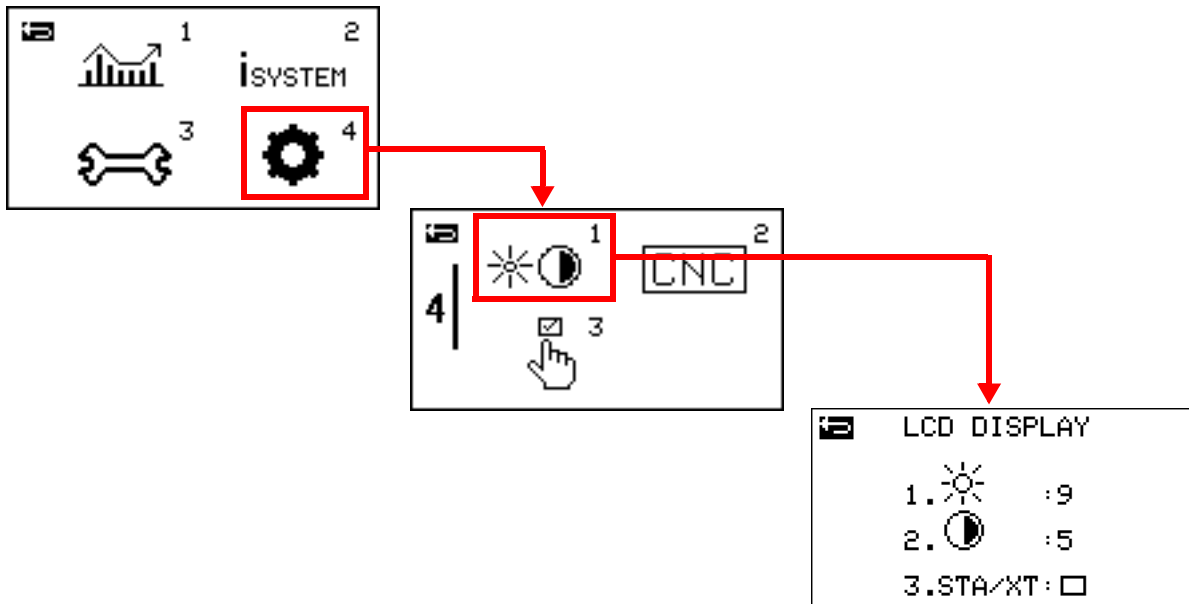 1 2
iSYSTEM
3 4
1 2
CNC
4
3
LCD DISPLAY
1. :9
2. :5
3.STA/XT: